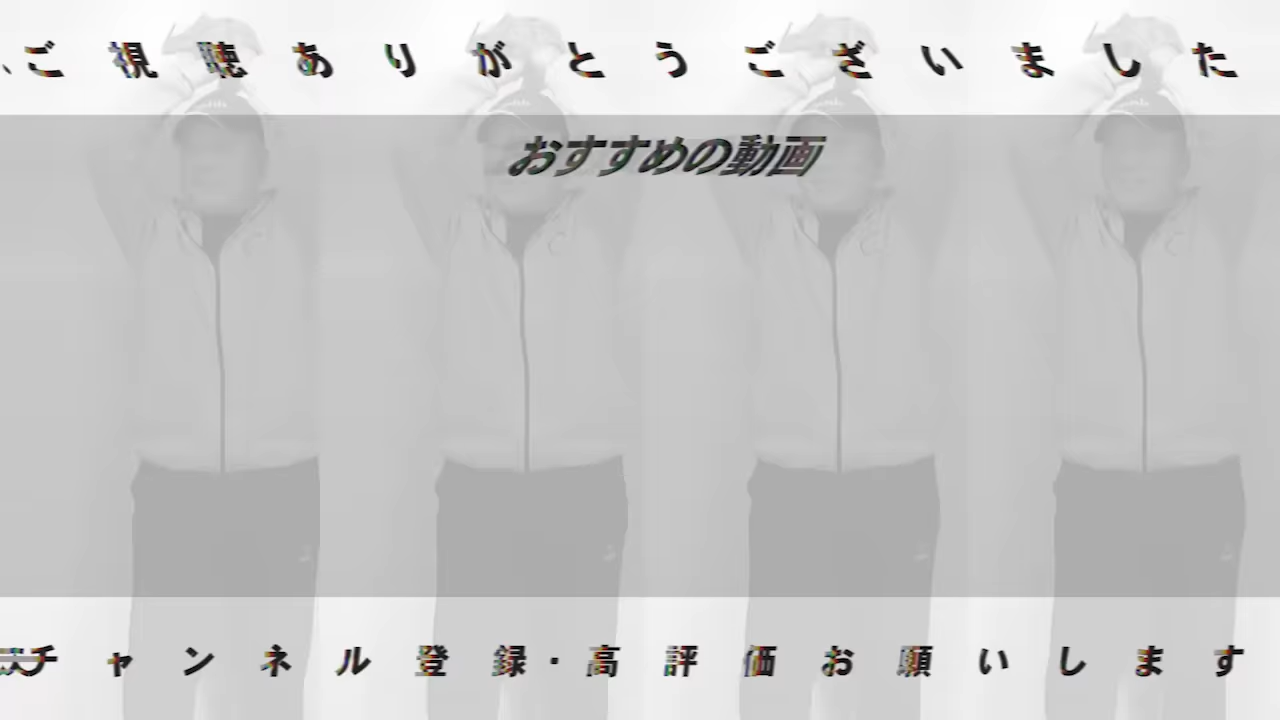 ご視聴ありがとうございました
おすすめの動画
チャンネル登録・高評価お願いします